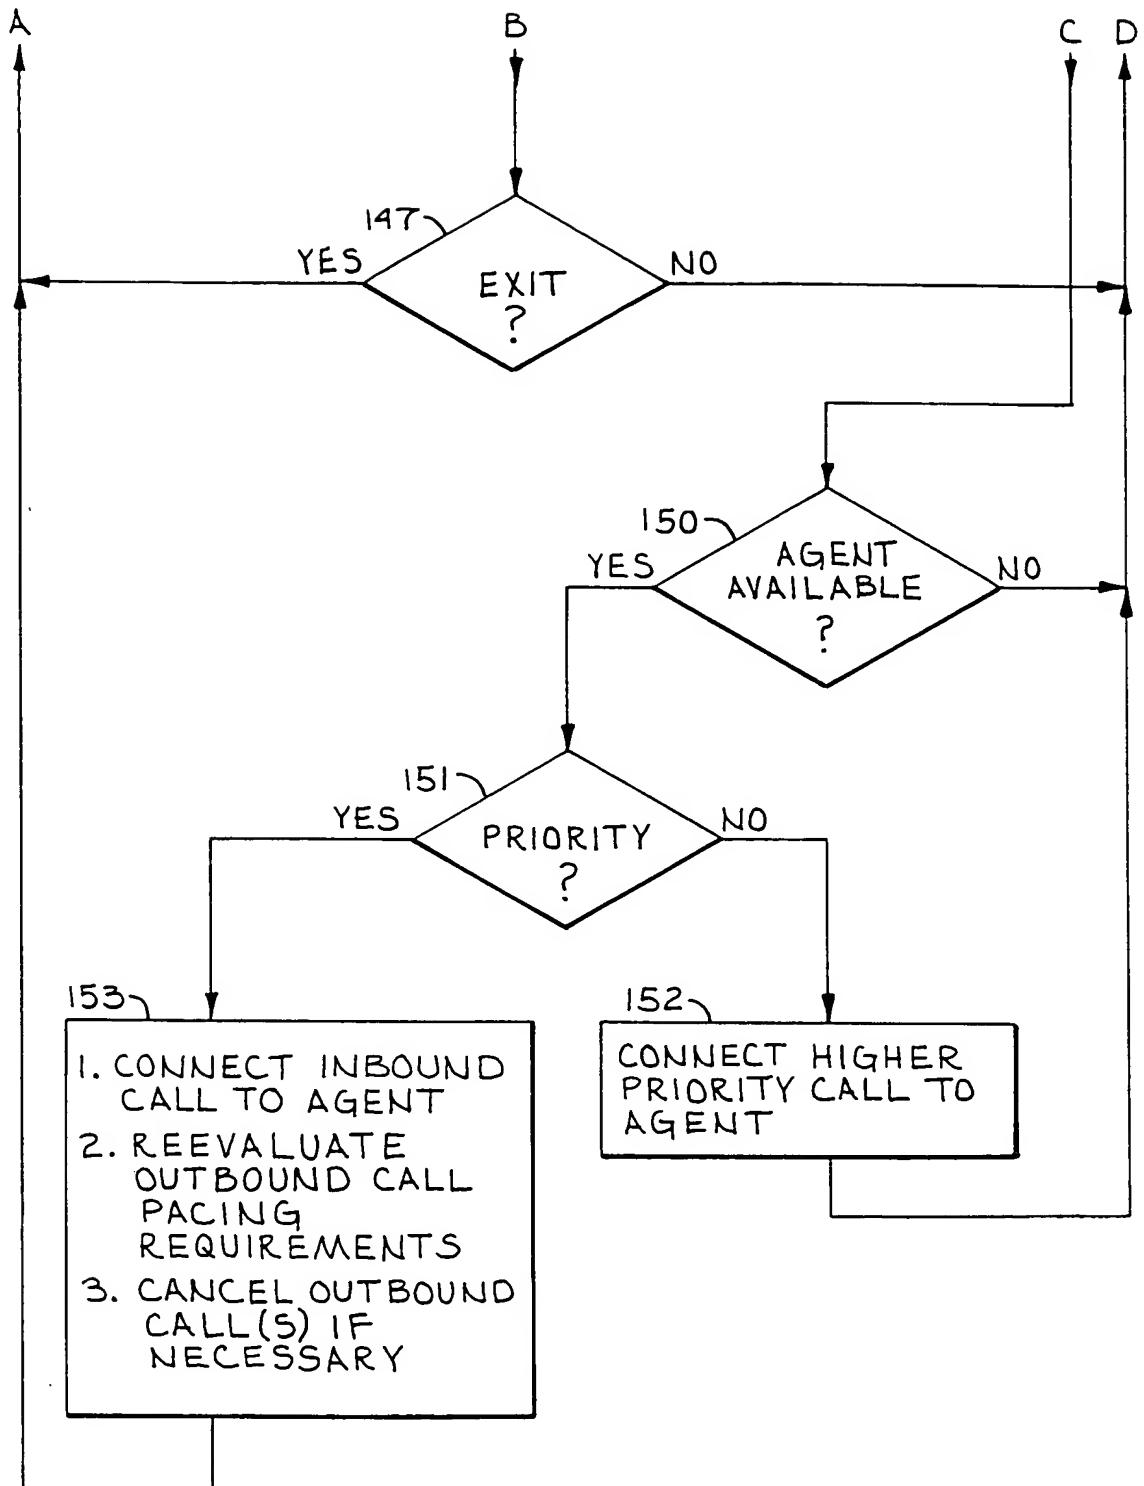 A
B
C D
147
YES
NO
EXIT
?
150
YES
AGENT
AVAILABLE
?
NO
151
YES
PRIORITY
?
NO
153
1. CONNECT INBOUND
CALL TO AGENT
2. REEVALUATE
OUTBOUND CALL
PACING
REQUIREMENTS
3. CANCEL OUTBOUND
CALL(S) IF
NECESSARY
152
CONNECT HIGHER
PRIORITY CALL TO
AGENT